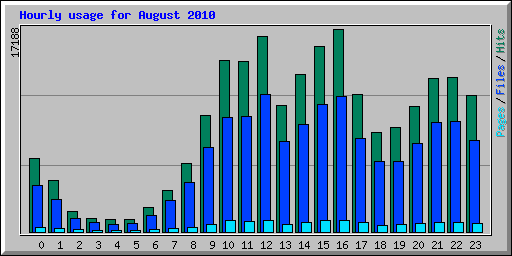 Hourly usage for August 2010
17188
Pages/Files/Hits
0 1 2 3 4 5 6 7 8 9 10 11 12 13 14 15 16 17 18 19 20 21 22 23